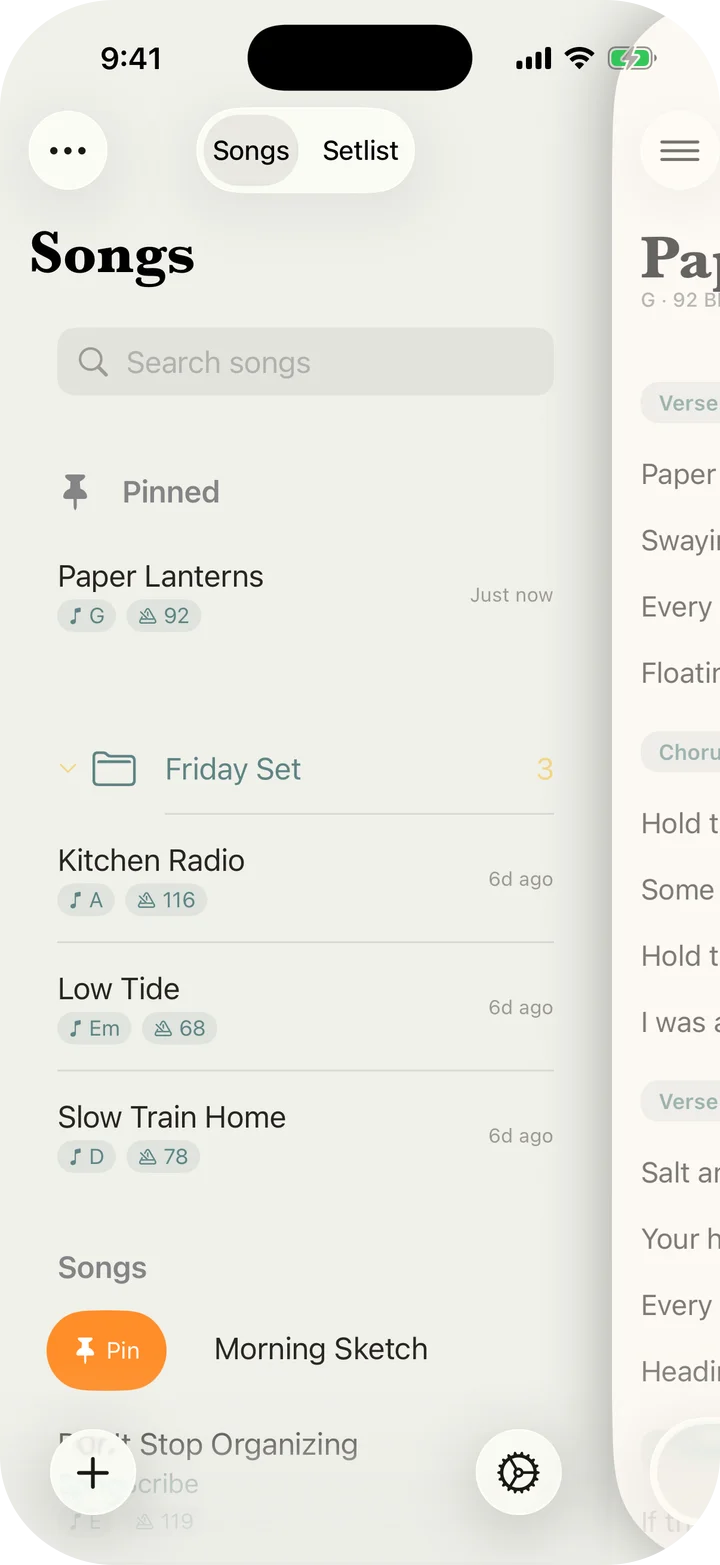 9:41
Songs Setlist
Songs
Search songs
Pinned
Paper Lanterns
G 92
Just now
Friday Set 3
Kitchen Radio
A 116
6d ago
Low Tide
Em 68
6d ago
Slow Train Home
D 78
6d ago
Songs
Pin Morning Sketch
Stop Organizing
E 119
G · 92
Verse
Paper
Every
Hold t
Some
Hold t
I was a
Verse
Salt
Your h
Every
If